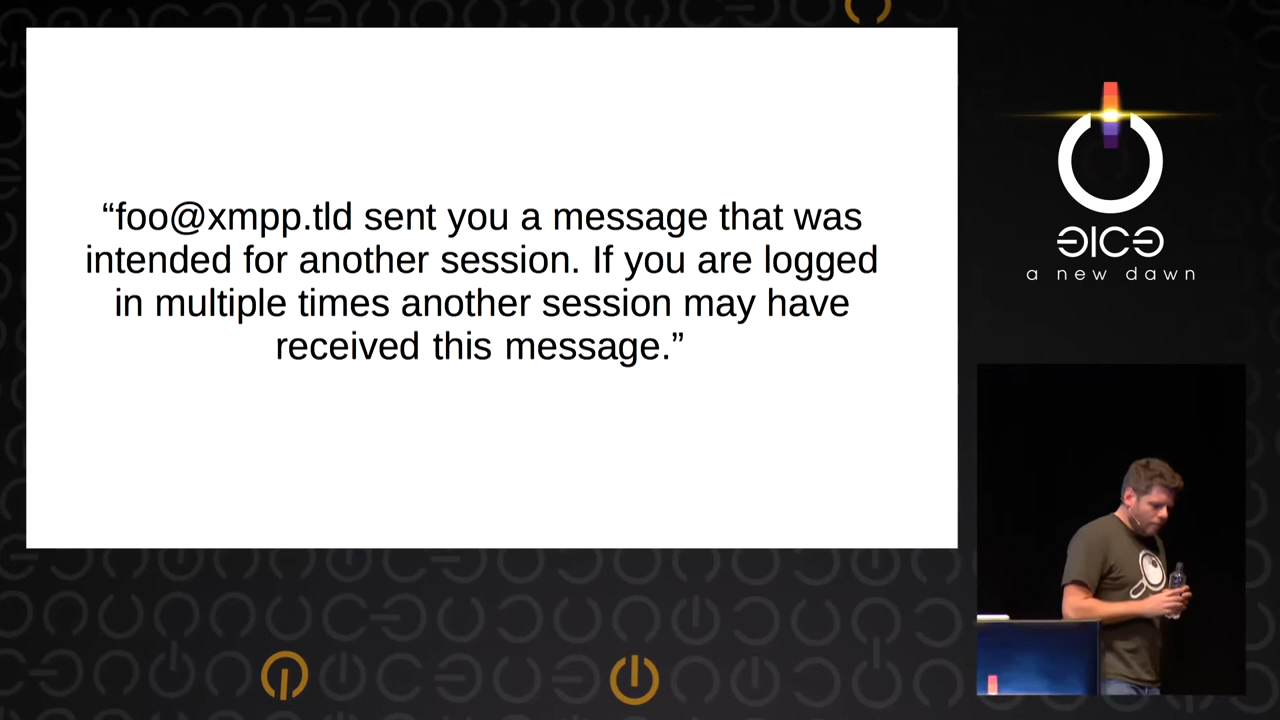 “foo@xmpp.tld sent you a message that was
intended for another session. If you are logged
in multiple times another session may have
received this message.”
31C3
a new dawn